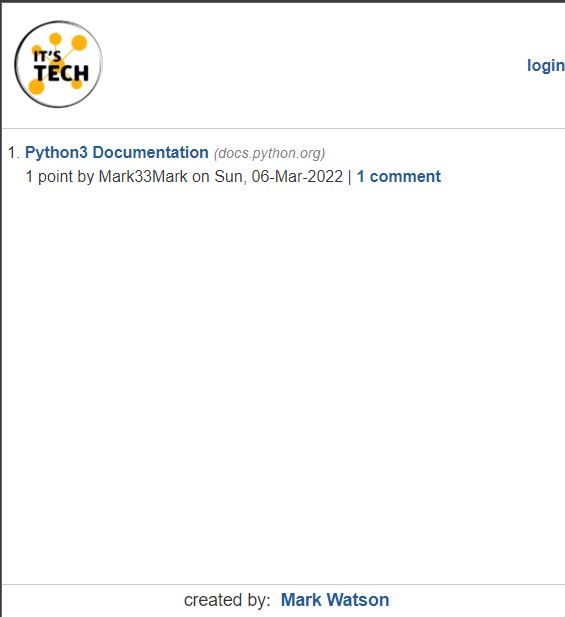 IT'S
TECH
login
1. Python3 Documentation (docs.python.org)
1 point by Mark33Mark on Sun, 06-Mar-2022 | 1 comment
created by: Mark Watson